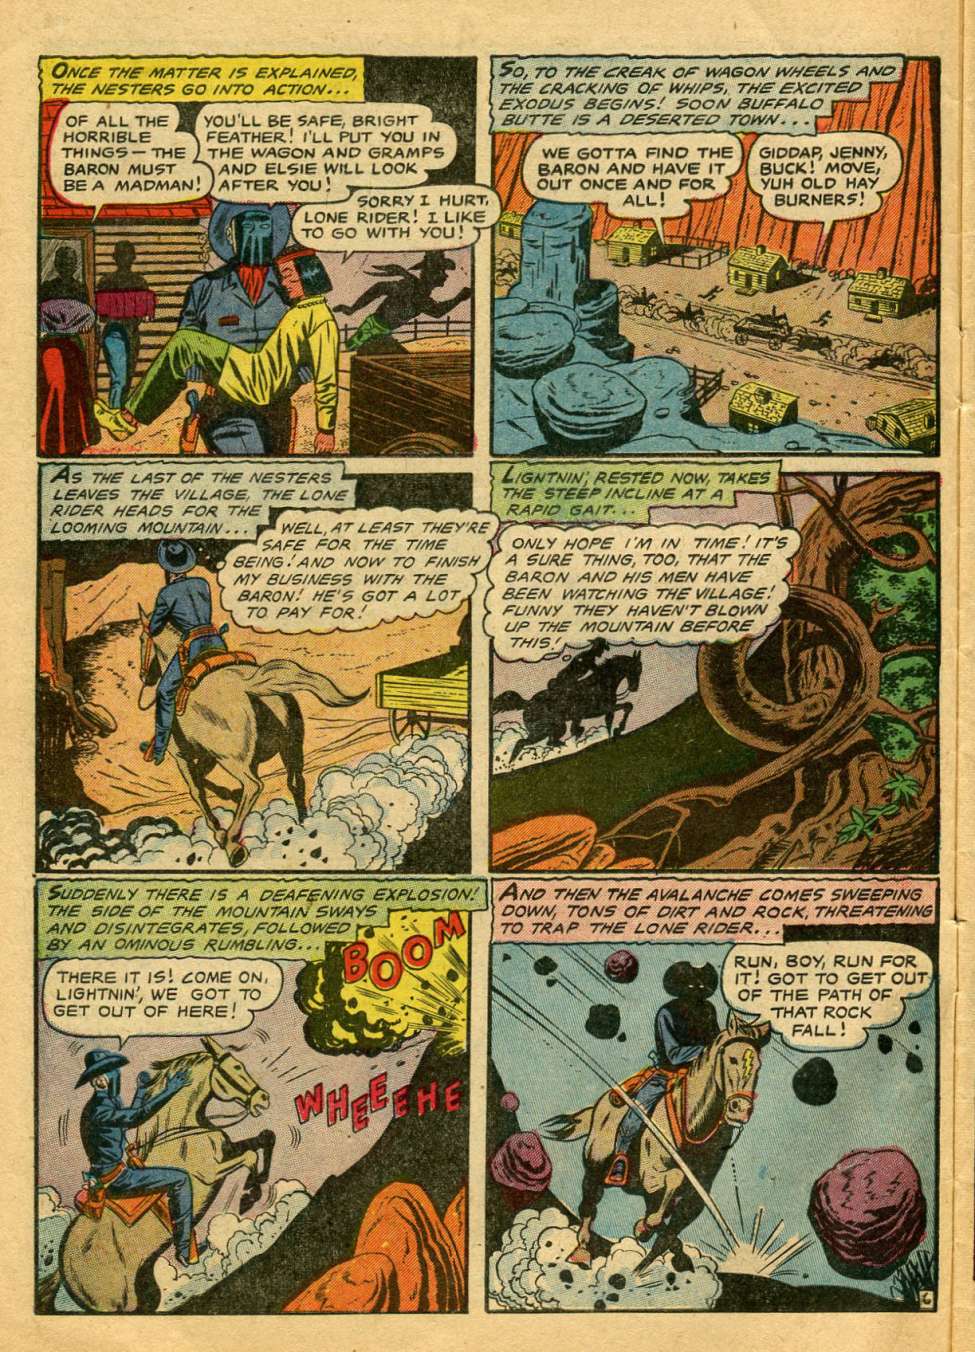 ONCE THE MATTER IS EXPLAINED,
THE NESTERS GO INTO ACTION...
OF ALL THE
HORRIBLE
THINGS—THE
BARON MUST
BE A MADMAN!
YOU'LL BE SAFE, BRIGHT
FEATHER! I'LL PUT YOU IN
THE WAGON AND GRAMPS
AND ELSIE WILL LOOK
AFTER YOU!
SORRY I HURT,
LONE RIDER! I LIKE
TO GO WITH YOU!
SO, TO THE CREAK OF WAGON WHEELS AND
THE CRACKING OF WHIPS, THE EXCITED
EXODUS BEGINS! SOON BUFFALO
BUTTE IS A DESERTED TOWN...
WE GOTTA FIND THE
BARON AND HAVE IT
OUT ONCE AND FOR
ALL!
GIDDAP, JENNY,
BUCK! MOVE,
YUH OLD HAY
BURNERS!
AS THE LAST OF THE NESTERS
LEAVES THE VILLAGE, THE LONE
RIDER HEADS FOR THE
LOOMING MOUNTAIN...
WELL, AT LEAST THEY'RE
SAFE FOR THE TIME
BEING! AND NOW TO FINISH
MY BUSINESS WITH THE
BARON! HE'S GOT A LOT
TO PAY FOR!
LIGHTNIN', RESTED NOW, TAKES
THE STEEP INCLINE AT A
RAPID GAIT...
ONLY HOPE I'M IN TIME! IT'S
A SURE THING, TOO, THAT THE
BARON AND HIS MEN HAVE
BEEN WATCHING THE VILLAGE!
FUNNY THEY HAVEN'T BLOWN
UP THE MOUNTAIN BEFORE
THIS!
SUDDENLY THERE IS A DEAFENING EXPLOSION!
THE SIDE OF THE MOUNTAIN SWAYS
AND DISINTEGRATES, FOLLOWED
BY AN OMINOUS RUMBLING...
THERE IT IS! COME ON,
LIGHTNIN', WE GOT TO
GET OUT OF HERE!
BOOM
WHEEEEHE
AND THEN THE AVALANCHE COMES SWEEPING
DOWN, TONS OF DIRT AND ROCK, THREATENING
TO TRAP THE LONE RIDER...
RUN, BOY, RUN FOR
IT! GOT TO GET OUT
OF THE PATH OF
THAT ROCK
FALL!
6